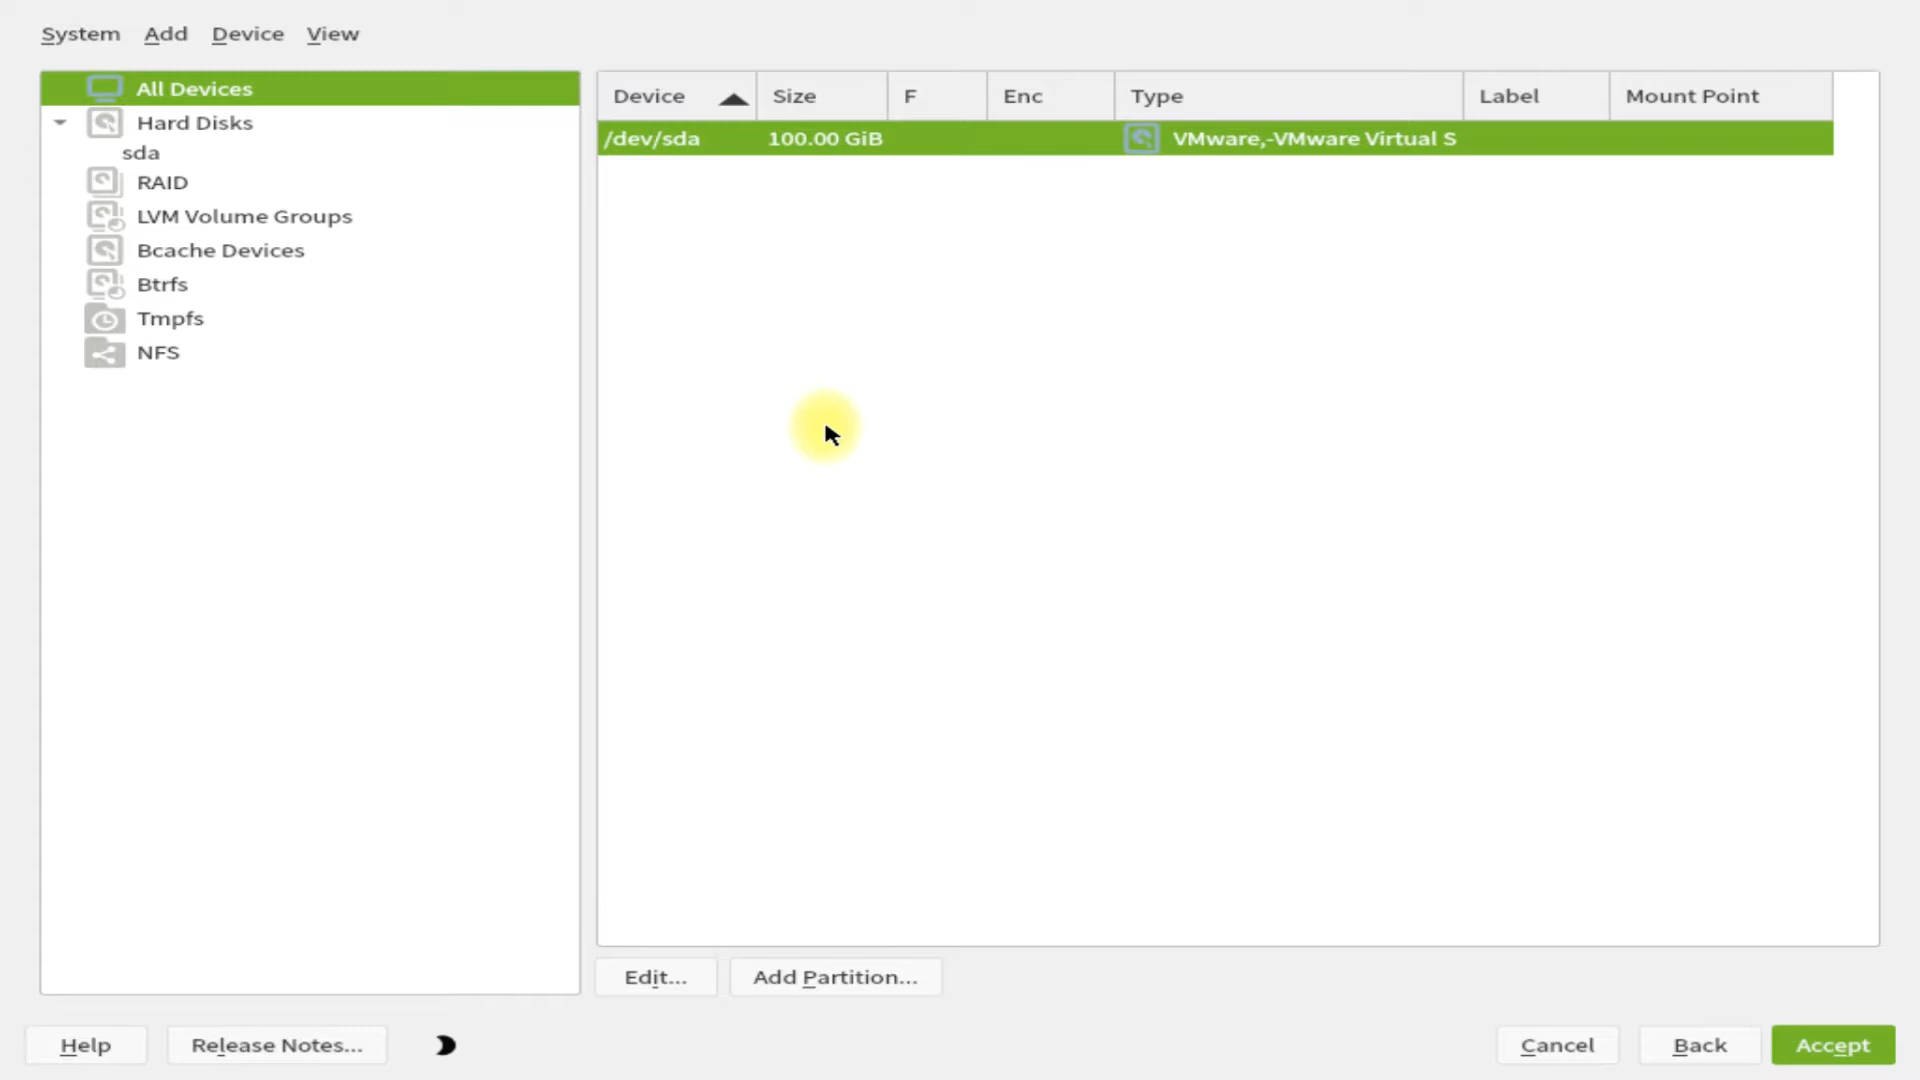 System Add Device View
All Devices
Hard Disks
sda
RAID
LVM Volume Groups
Bcache Devices
Btrfs
Tmpfs
NFS
Device Size F Enc Type Label Mount Point
/dev/sda 100.00 GiB VMware,-VMware Virtual S
Edit... Add Partition...
Help Release Notes... Cancel Back Accept